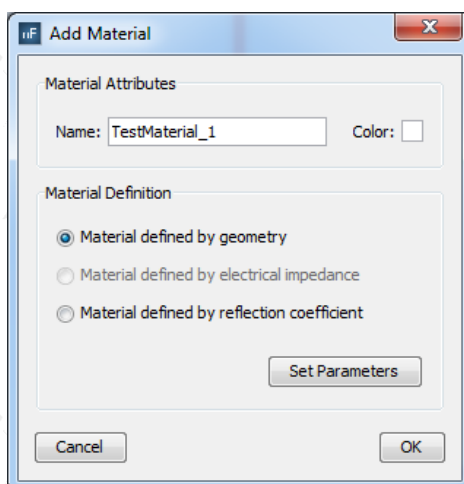 nF Add Material
Material Attributes
Name: TestMaterial_1 Color:
Material Definition
Material defined by geometry
Material defined by electrical impedance
Material defined by reflection coefficient
Set Parameters
Cancel OK